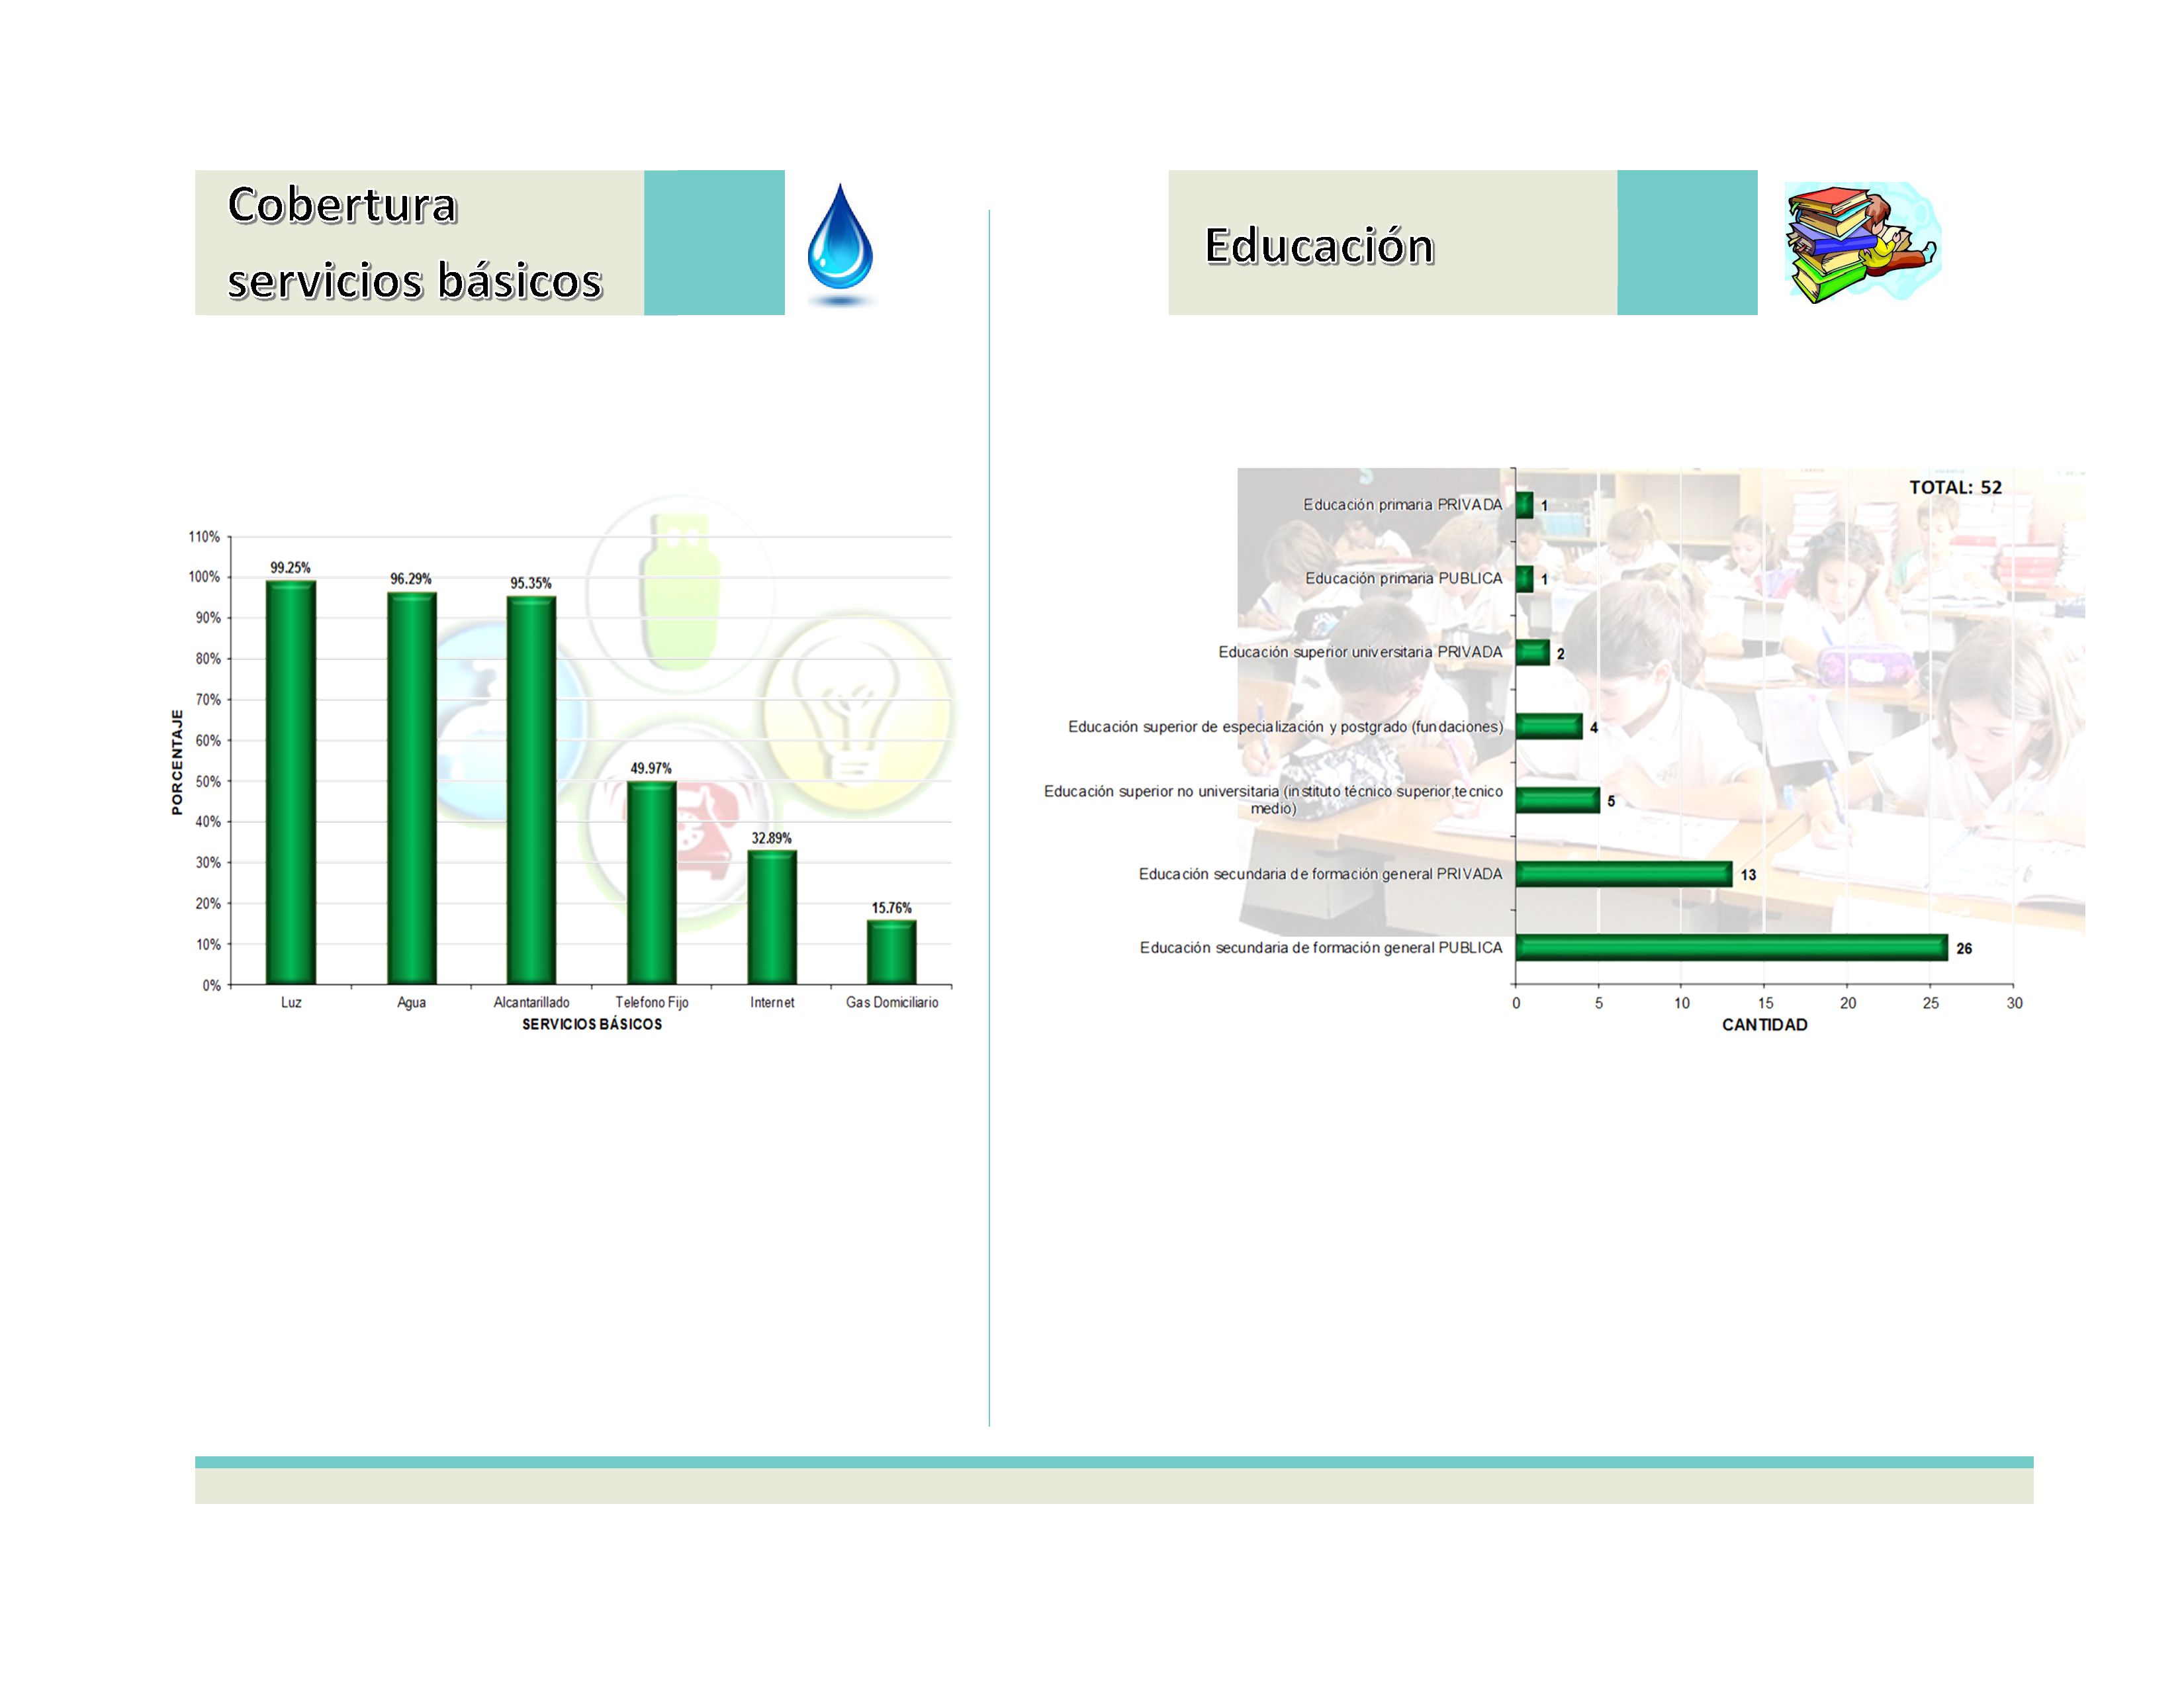 Cobertura
servicios básicos
110%
100%
90%
80%
70%
60%
50%
40%
30%
20%
10%
0%
PORCENTAJE
99.25%
96.29%
95.35%
49.97%
32.89%
15.76%
Luz
Agua
Alcantarillado
Telefono Fijo
Internet
Gas Domiciliario
SERVICIOS BÁSICOS
Educación
TOTAL: 52
Educación primaria PRIVADA 1
Educación primaria PUBLICA 1
Educación superior universitaria PRIVADA 2
Educación superior de especialización y postgrado (fundaciones) 4
Educación superior no universitaria (instituto técnico superior,tecnico
medio) 5
Educación secundaria de formación general PRIVADA 13
Educación secundaria de formación general PUBLICA 26
0 5 10 15 20 25 30
CANTIDAD